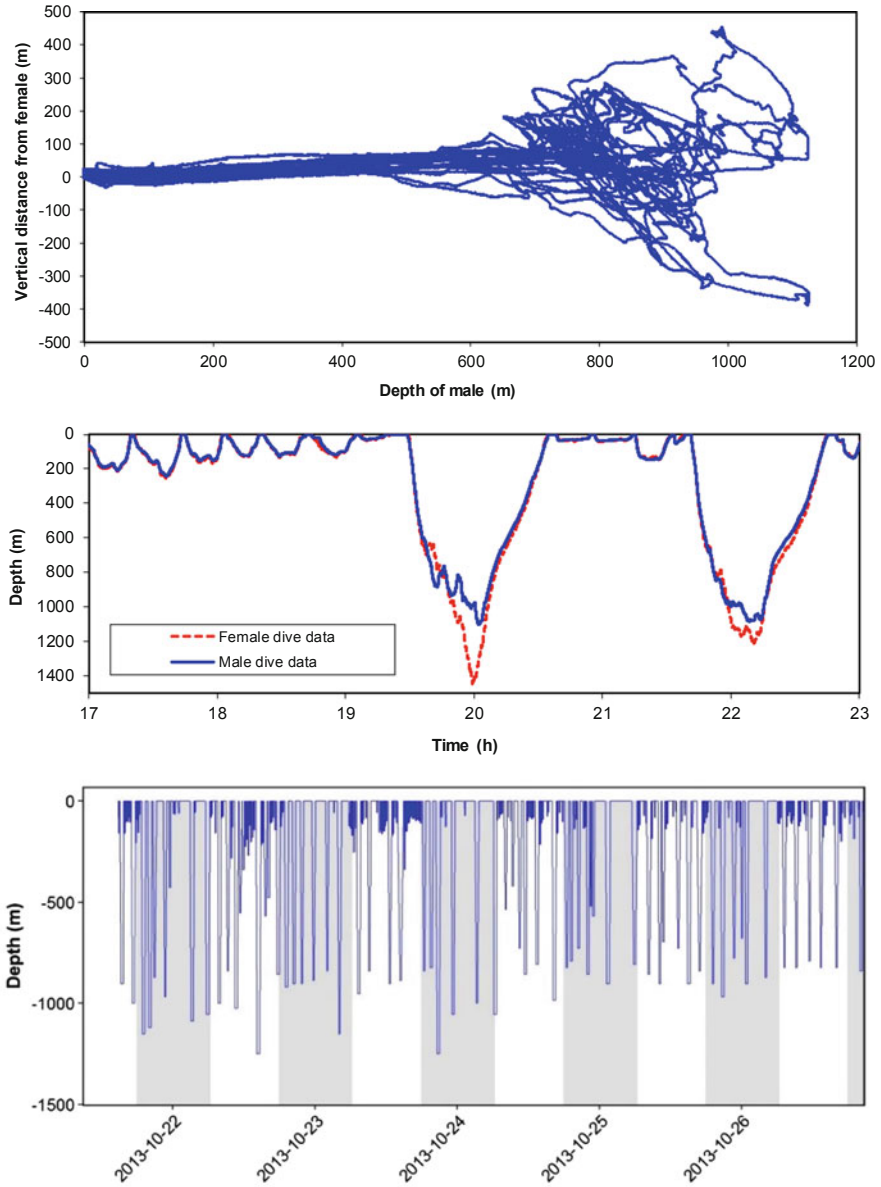 500
400
300
200
100
0
-100
-200
-300
-400
-500
Vertical distance from female (m)
0 200 400 600 800 1000 1200
Depth of male (m)
0
200
400
600
800
1000
1200
1400
Depth (m)
Female dive data
Male dive data
17 18 19 20 21 22 23
Time (h)
0
-500
-1000
-1500
Depth (m)
2013-10-22 2013-10-23 2013-10-24 2013-10-25 2013-10-26